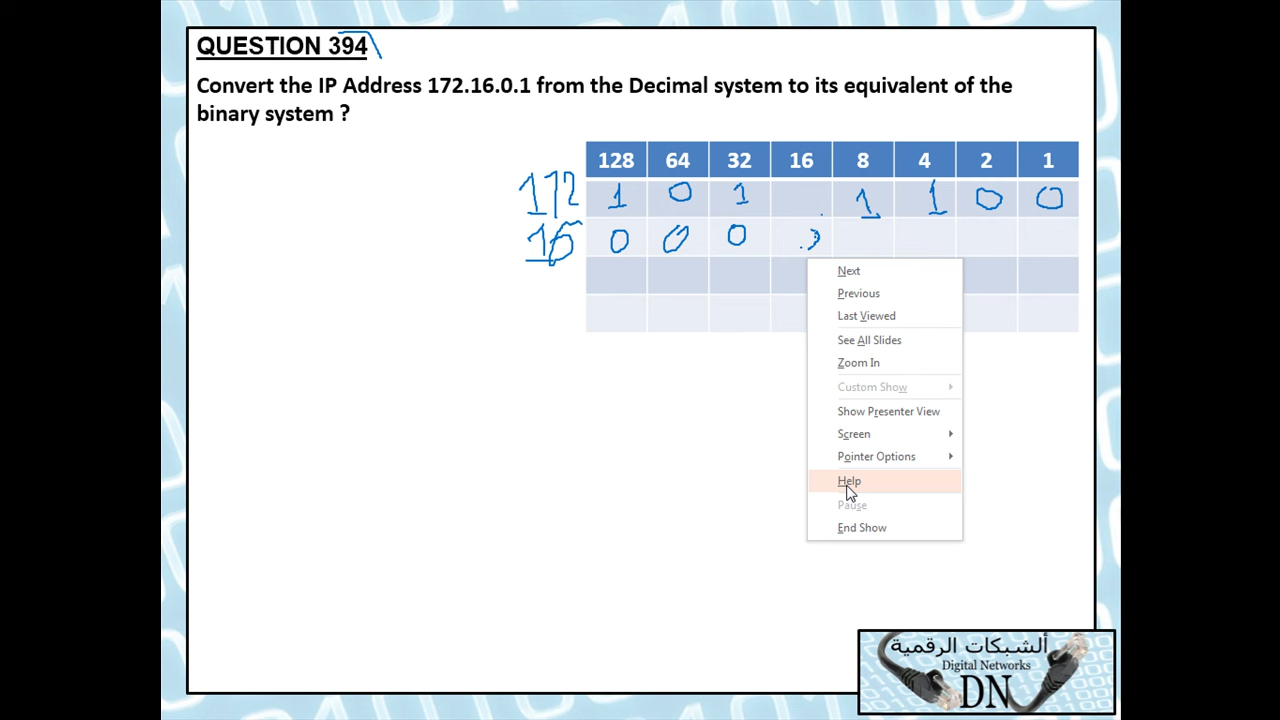 QUESTION 394
Convert the IP Address 172.16.0.1 from the Decimal system to its equivalent of the
binary system ?
128 64 32 16 8 4 2 1
172 1 0 1 1 1 0 0
16 0 0 0
Next
Previous
Last Viewed
See All Slides
Zoom In
Custom Show
Show Presenter View
Screen
Pointer Options
Help
Pause
End Show
ألشبكات الرقمية
Digital Networks
DN